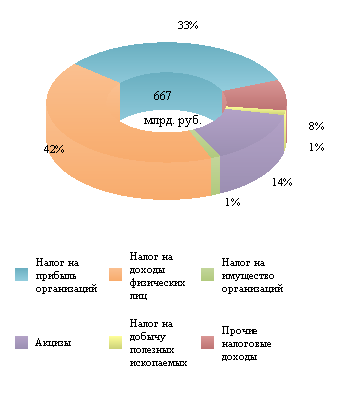 33%
667
млрд. руб.
8%
1%
42%
14%
1%
Налог на
прибыль
организаций
Налог на
доходы
физических
лиц
Налог на
имущество
организаций
Акцизы
Налог на
добычу
полезных
ископаемых
Прочие
налоговые
доходы